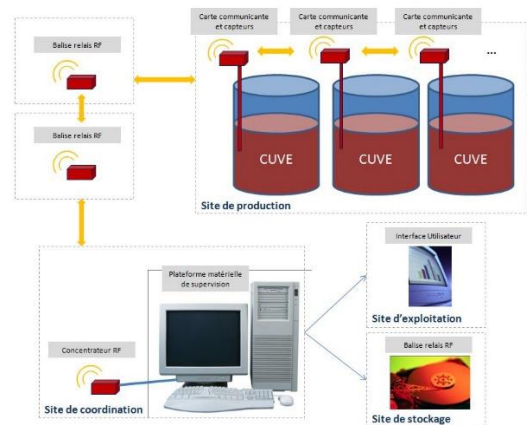 Carte communicante
et capteurs
Carte communicante
et capteurs
Carte communicante
et capteurs
...
Balise relais RF
Balise relais RF
CUVE
CUVE
CUVE
Site de production
Plateforme matérielle
de supervision
Concentrateur RF
Site de coordination
Interface Utilisateur
Site d'exploitation
Balise relais RF
Site de stockage